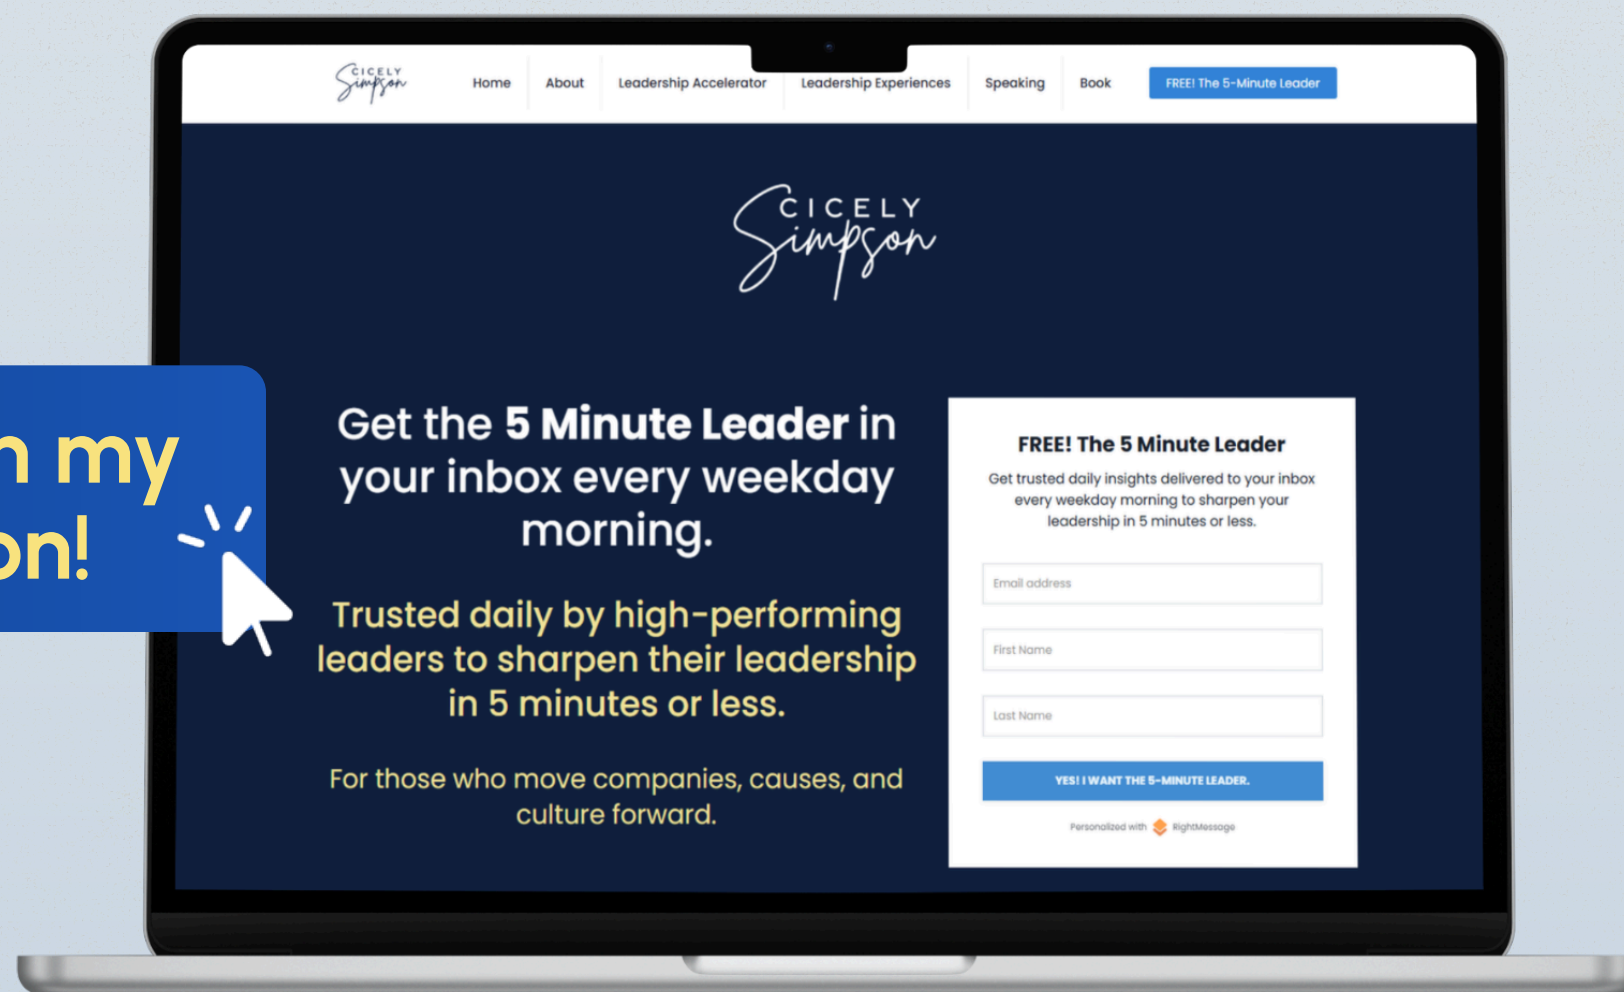 CICELY
Simpson
Home About Leadership Accelerator Leadership Experiences Speaking Book FREE! The 5-Minute Leader
CICELY
Simpson
my
Get the 5 Minute Leader in
your inbox every weekday
morning.
Trusted daily by high-performing
leaders to sharpen their leadership
in 5 minutes or less.
For those who move companies, causes, and
culture forward.
FREE! The 5 Minute Leader
Get trusted daily insights delivered to your inbox
every weekday morning to sharpen your
leadership in 5 minutes or less.
Email address
First Name
Last Name
YES! I WANT THE 5-MINUTE LEADER.
Personalized with RightMessage